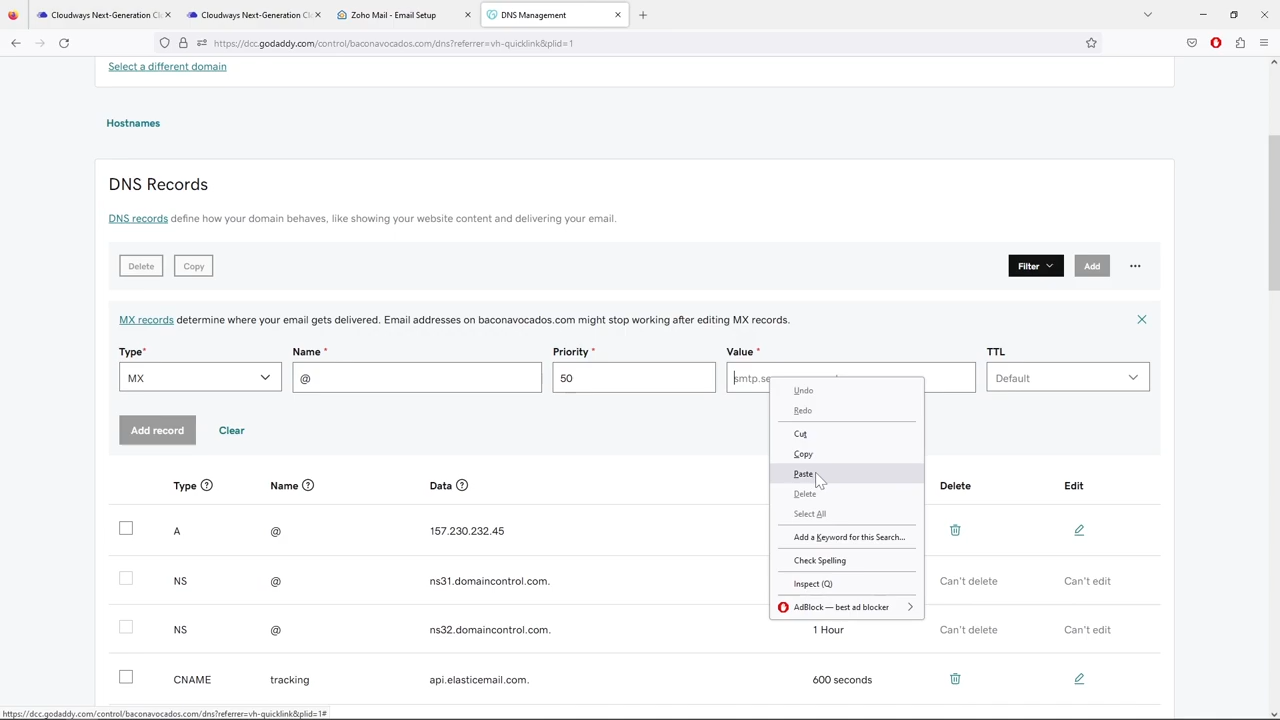 Cloudways Next-Generation Cl
Cloudways Next-Generation Cl
Zoho Mail - Email Setup
DNS Management
https://dcc.godaddy.com/control/baconavocados.com/dns?referrer=vh-quicklink&plid=1
Select a different domain
Hostnames
DNS Records
DNS records define how your domain behaves, like showing your website content and delivering your email.
Delete
Copy
Filter
Add
MX records determine where your email gets delivered. Email addresses on baconavocados.com might stop working after editing MX records.
Type*
Name *
Priority *
Value *
TTL
MX
@
50
Default
Undo
Redo
Cut
Copy
Paste
Delete
Select All
Add a Keyword for this Search...
Check Spelling
Inspect (Q)
AdBlock — best ad blocker
Add record
Clear
Type
Name
Data
Delete
Edit
A @ 157.230.232.45
NS @ ns31.domaincontrol.com. Can't delete Can't edit
NS @ ns32.domaincontrol.com. 1 Hour Can't delete Can't edit
CNAME tracking api.elasticemail.com. 600 seconds
https://dcc.godaddy.com/control/baconavocados.com/dns?referrer=vh-quicklink&plid=1#